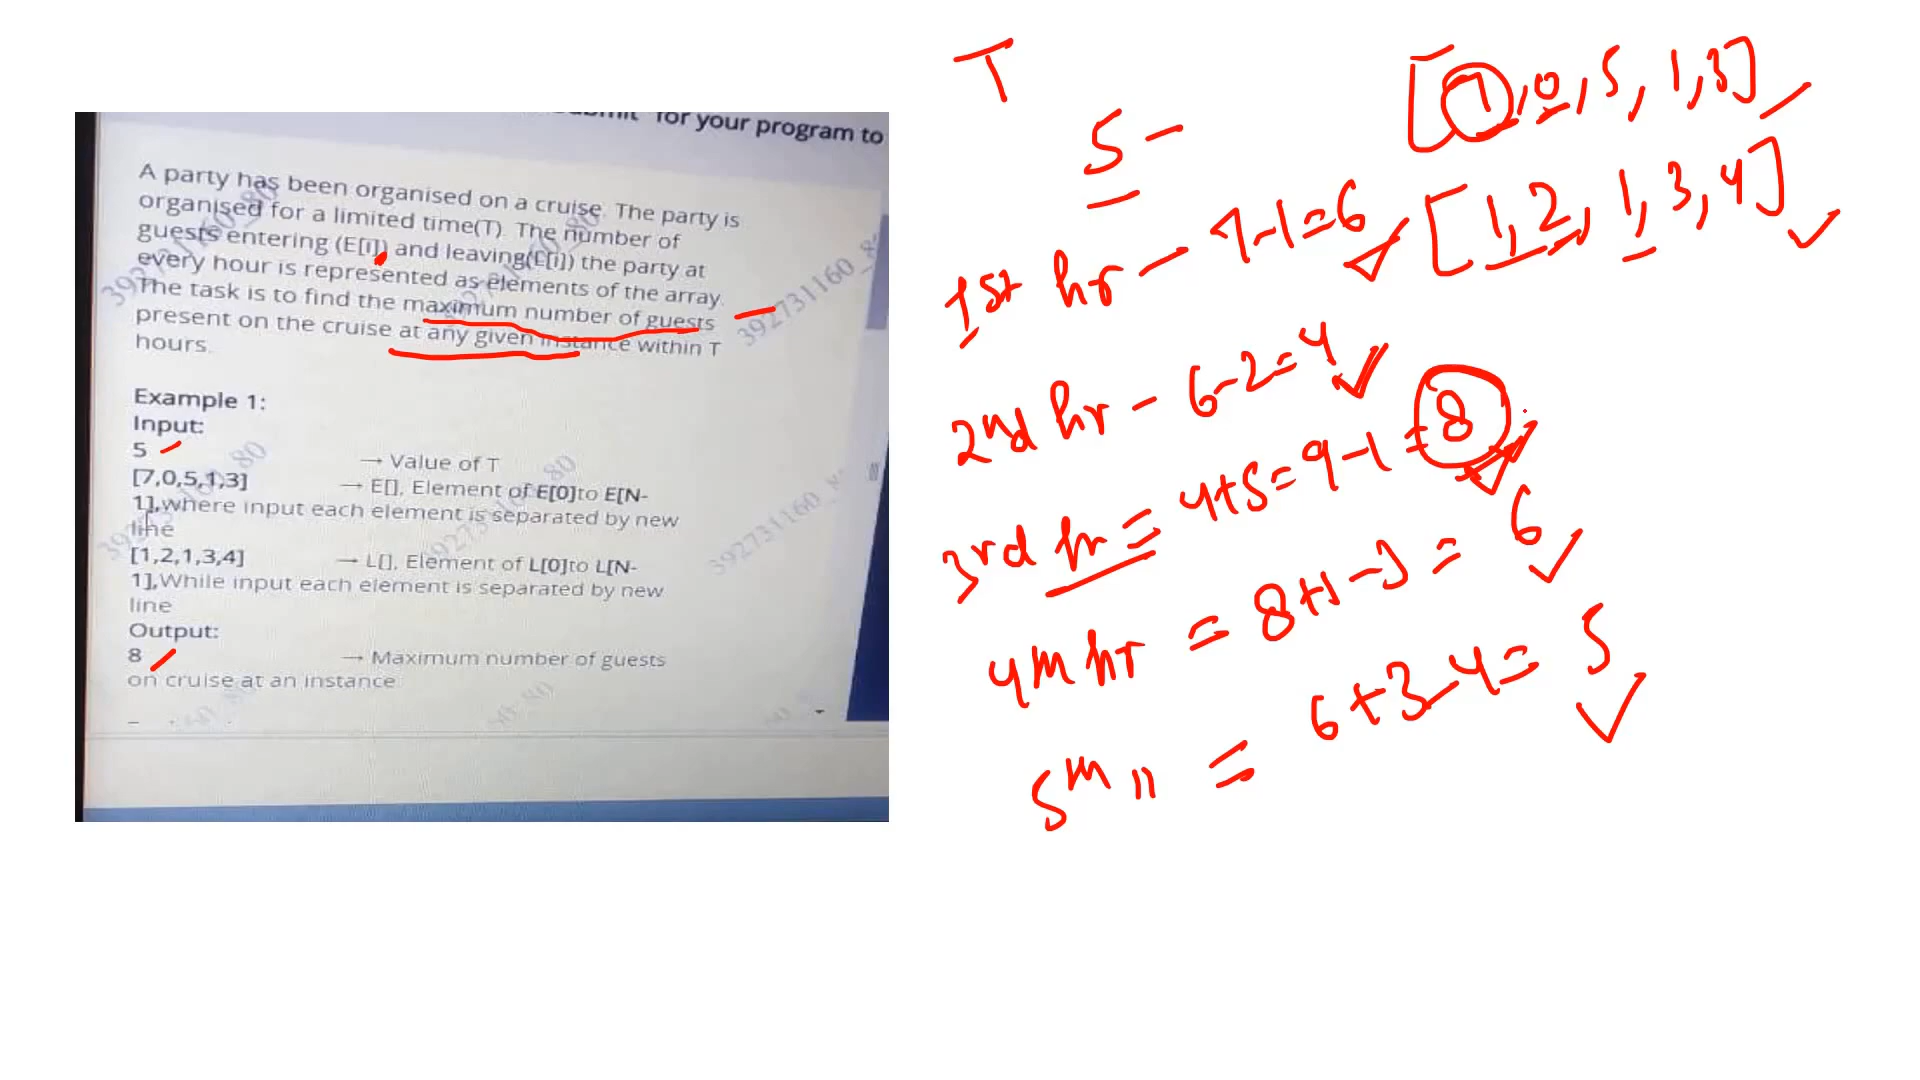 for your program to
A party has been organised on a cruise. The party is
organised for a limited time(T). The number of
guests entering (E[i]) and leaving(L[i]) the party at
every hour is represented as elements of the array.
The task is to find the maximum number of guests
present on the cruise at any given instance within T
hours.
Example 1:
Input:
5 → Value of T
[7,0,5,1,3] → E[], Element of E[0]to E[N-
1],where input each element is separated by new
line
[1,2,1,3,4] → L[], Element of L[0]to L[N-
1],While input each element is separated by new
line
Output:
8 → Maximum number of guests
on cruise at an instance
T
5 -
[7,0,5,1,3]
[1,2,1,3,4]
1st hr - 7-1=6
2nd hr - 6-2=4
3rd hr = 4+5=9-1=8
4th hr = 8+1-3= 6
5th 11 = 6+3-4= 5